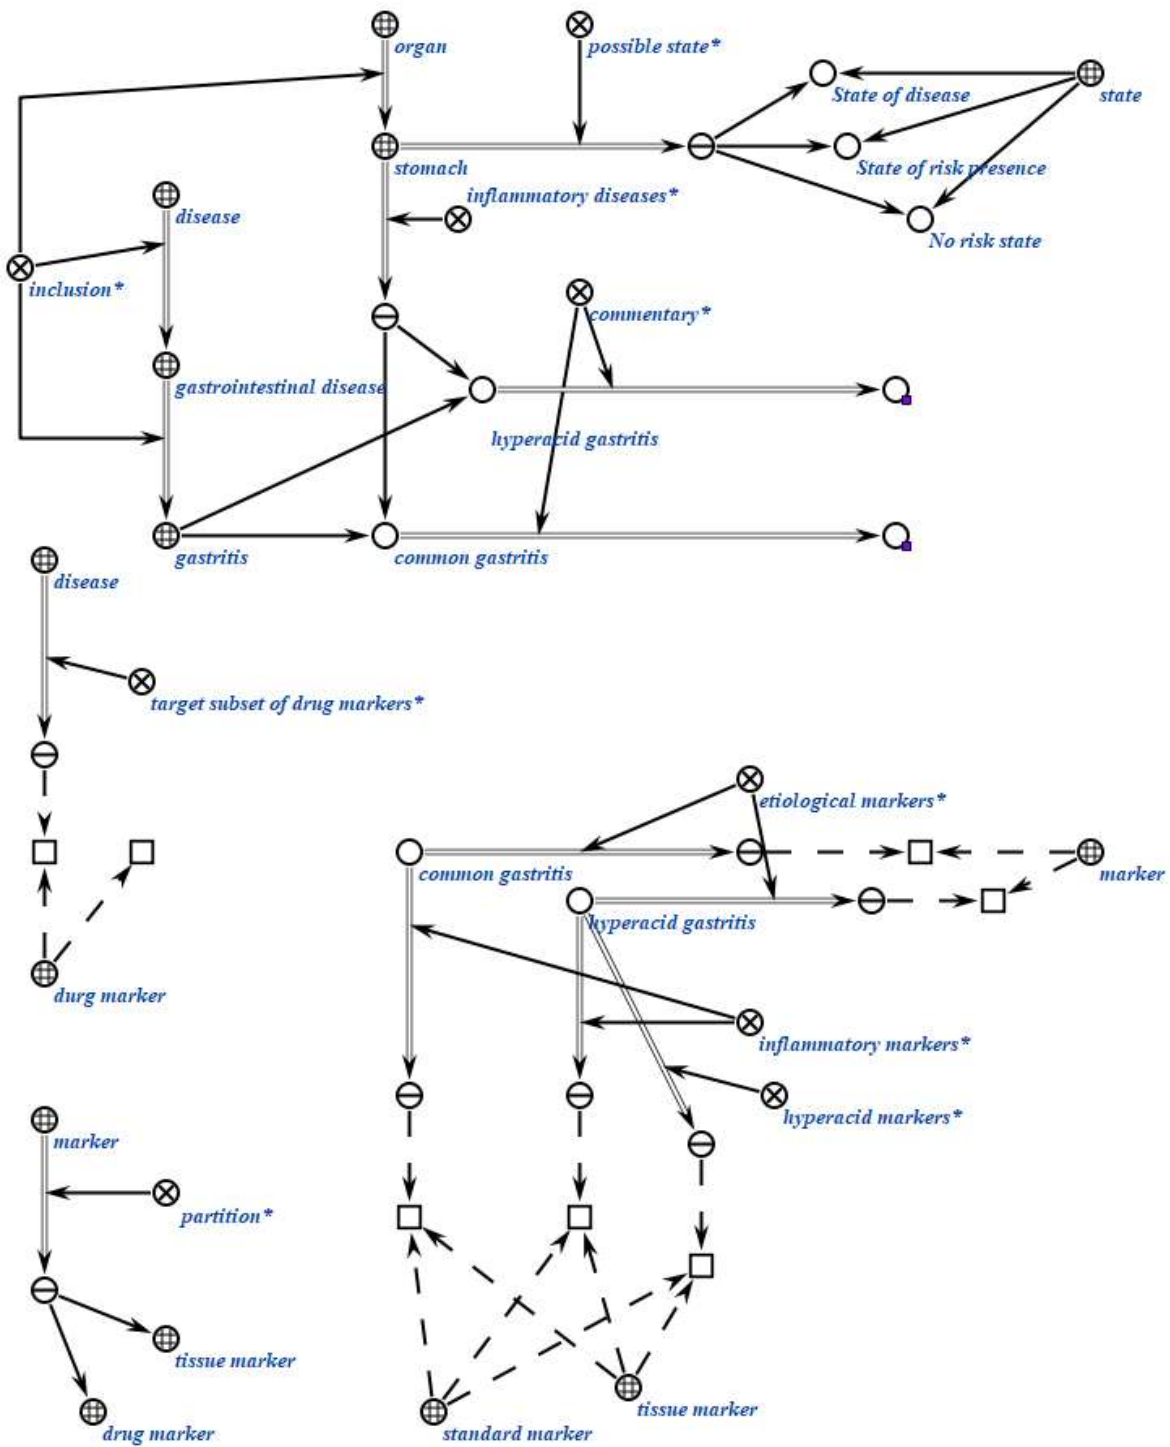 organ
possible state*
State of disease
state
stomach
State of risk presence
inflammatory diseases*
disease
No risk state
inclusion*
commentary*
gastrointestinal disease
hyperacid gastritis
gastritis
common gastritis
disease
target subset of drug markers*
etiological markers*
common gastritis
marker
hyperacid gastritis
durg marker
inflammatory markers*
hyperacid markers*
marker
partition*
tissue marker
tissue marker
drug marker
standard marker